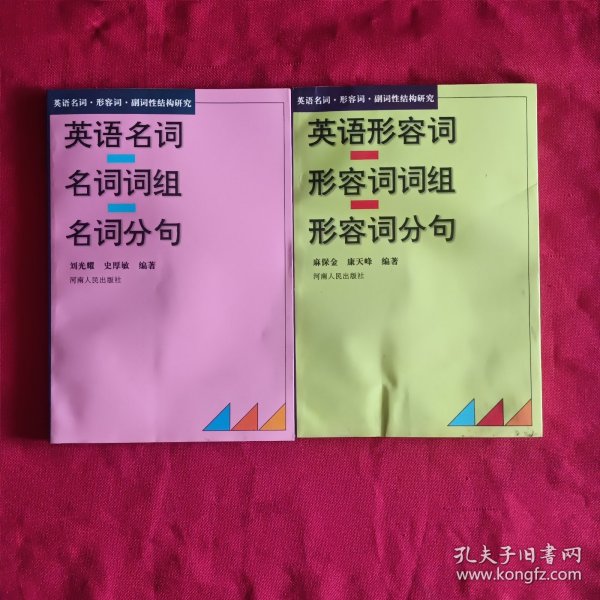 英语名词·形容词·副词性结构研究
英语名词
名词词组
名词分句
刘光耀 史厚敏 编著
河南人民出版社
英语名词·形容词·副词性结构研究
英语形容词
形容词词组
形容词分句
麻保金 康天峰 编著
河南人民出版社
孔夫子旧书网
www.kongfz.com